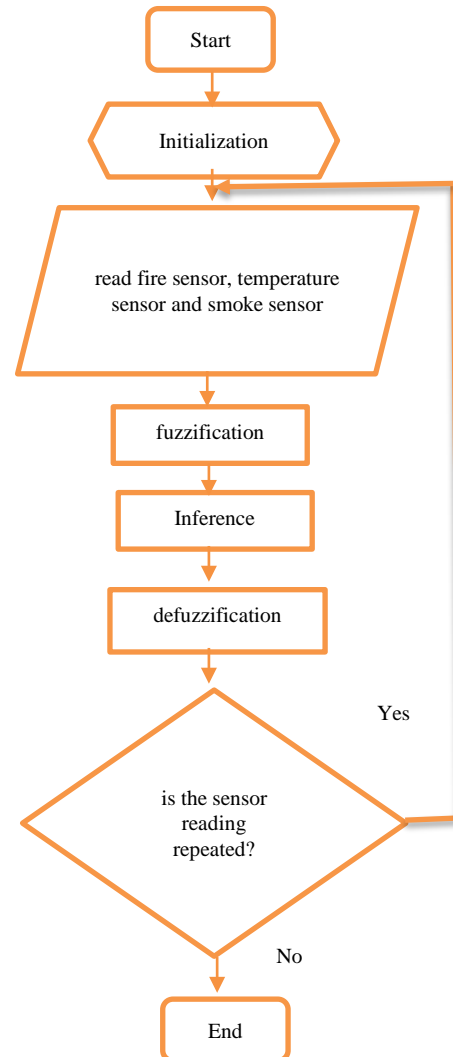 Start
Initialization
read fire sensor, temperature
sensor and smoke sensor
fuzzification
Inference
defuzzification
Yes
is the sensor
reading
repeated?
No
End